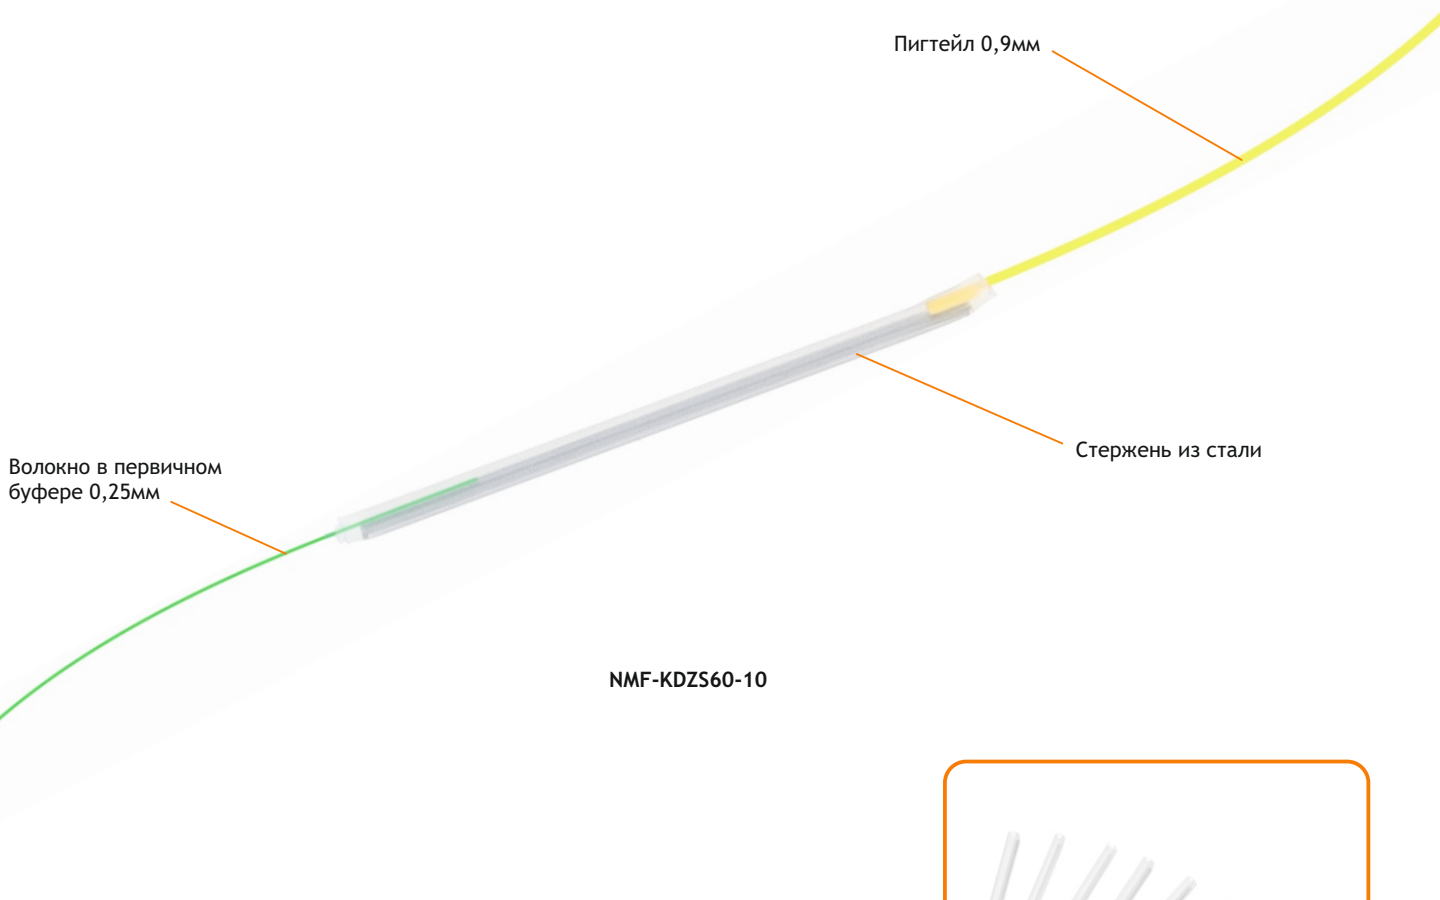 Пигтейл 0,9мм
Стержень из стали
Волокно в первичном
буфере 0,25мм
NMF-KDZS60-10